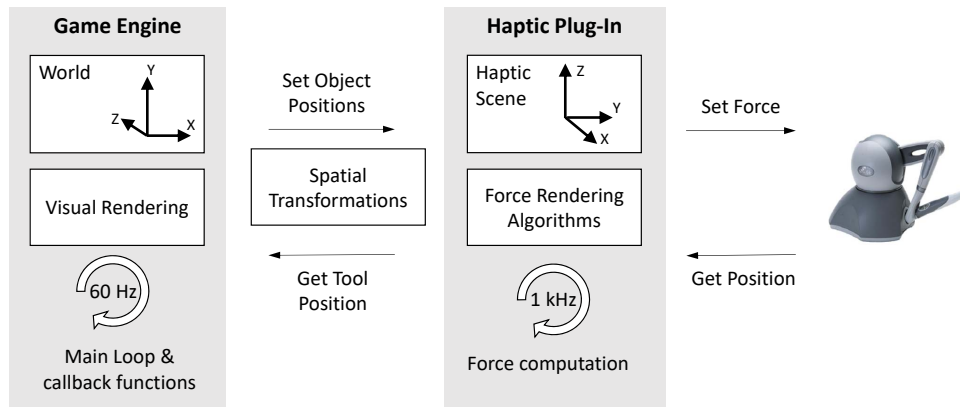 Game Engine
World
Y
Z
X
Visual Rendering
60 Hz
Main Loop &
callback functions
Set Object
Positions
Spatial
Transformations
Get Tool
Position
Haptic Plug-In
Haptic
Scene
Z
Y
X
Force Rendering
Algorithms
1 kHz
Force computation
Set Force
Get Position